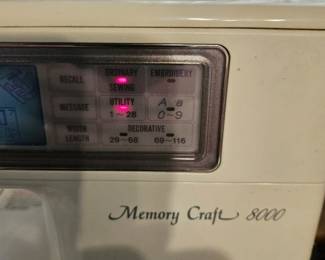 RECALL ORDINARY SEWING EMBROIDERY
MESSAGE UTILITY 1~28 A a 0~9
WIDTH LENGTH DECORATIVE 29~68 69~116
Memory Craft 8000